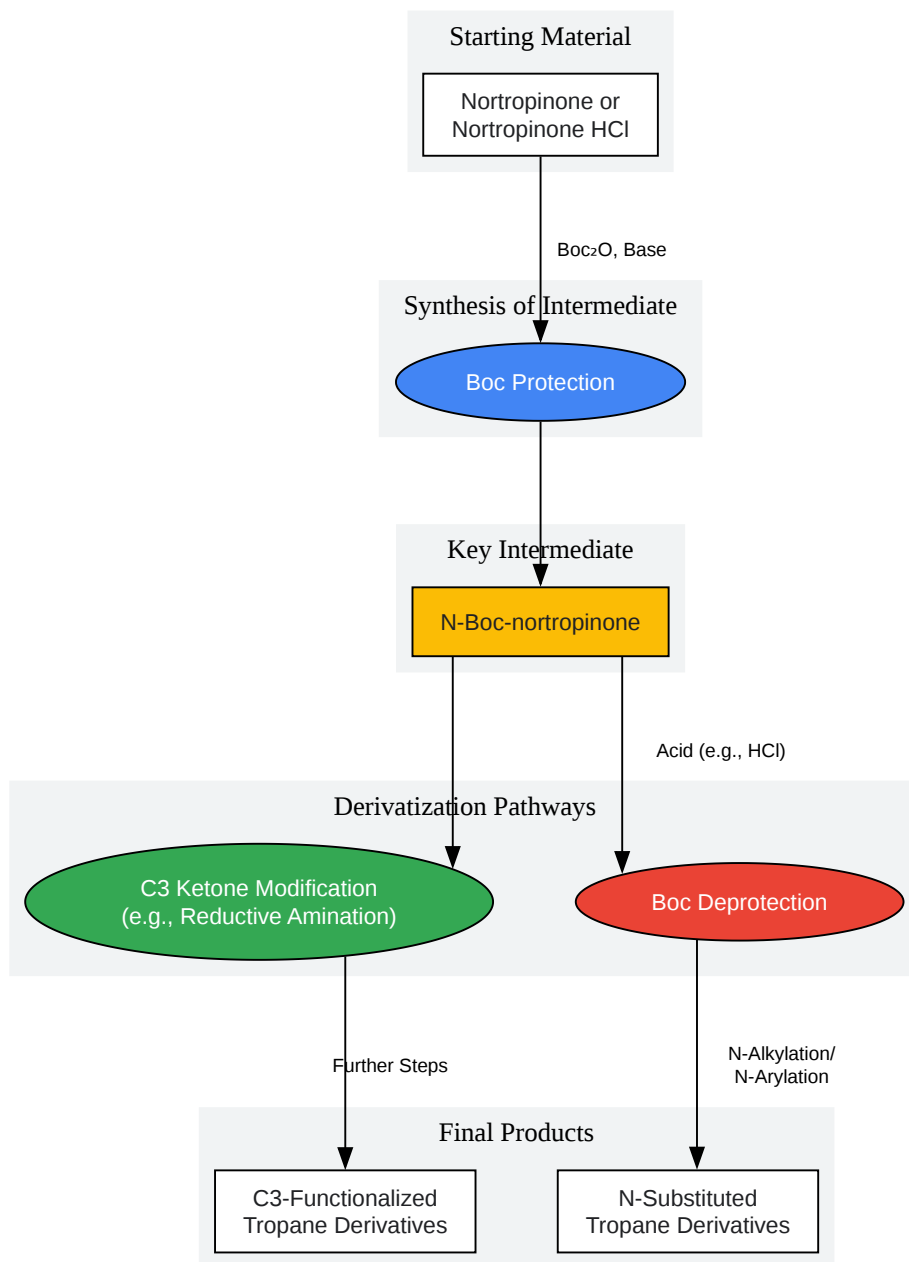 Starting Material
Nortropinone or
Nortropinone HCl
Boc₂O, Base
Synthesis of Intermediate
Boc Protection
Key Intermediate
N-Boc-nortropinone
Acid (e.g., HCl)
Derivatization Pathways
C3 Ketone Modification
(e.g., Reductive Amination)
Boc Deprotection
Further Steps
N-Alkylation/
N-Arylation
Final Products
C3-Functionalized
Tropane Derivatives
N-Substituted
Tropane Derivatives